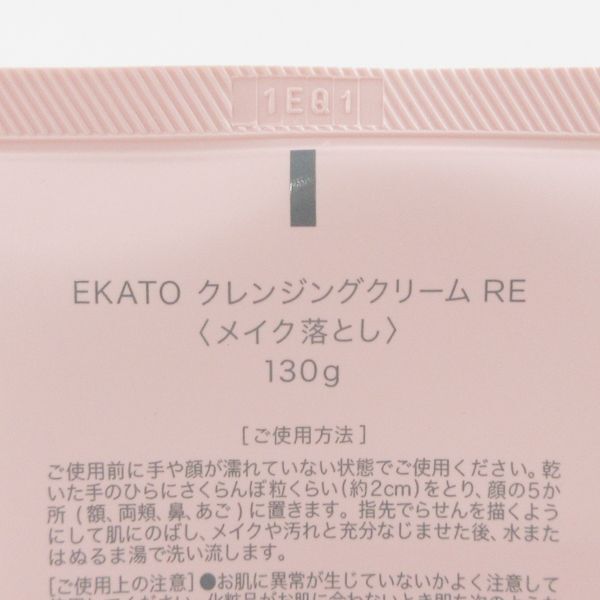 1EQ1
EKATO クレンジングクリーム RE
〈メイク落とし〉
130g
[ご使用方法]
ご使用前に手や顔が濡れていない状態でご使用ください。乾
いた手のひらにさくらんぼ粒くらい(約2cm)をとり、顔の5か
所 (額、両頬、鼻、あご)に置きます。指先でらせんを描くよう
にして肌にのばし、メイクや汚れと充分なじませた後、水また
はぬるま湯で洗い流します。
[ご使用上の注意]●お肌に異常が生じていないかよく注意して